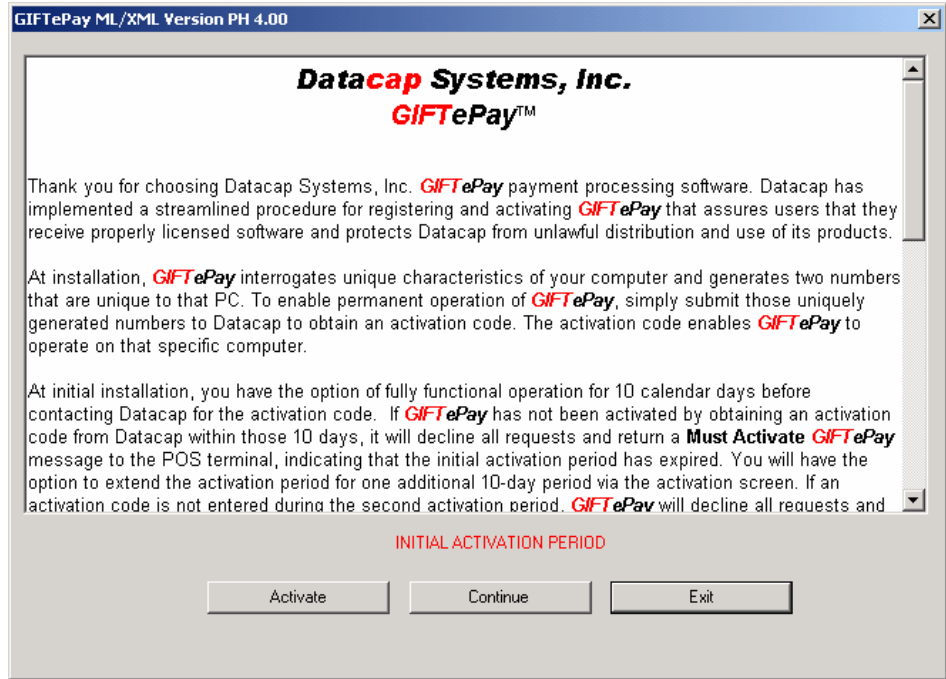 GIFTePay ML/XML Version PH 4.00
Datacap Systems, Inc.
GIFTePay™
Thank you for choosing Datacap Systems, Inc. GIFTePay payment processing software. Datacap has
implemented a streamlined procedure for registering and activating GIFTePay that assures users that they
receive properly licensed software and protects Datacap from unlawful distribution and use of its products.
At installation, GIFTePay interrogates unique characteristics of your computer and generates two numbers
that are unique to that PC. To enable permanent operation of GIFTePay, simply submit those uniquely
generated numbers to Datacap to obtain an activation code. The activation code enables GIFTePay to
operate on that specific computer.
At initial installation, you have the option of fully functional operation for 10 calendar days before
contacting Datacap for the activation code. If GIFTePay has not been activated by obtaining an activation
code from Datacap within those 10 days, it will decline all requests and return a Must Activate GIFTePay
message to the POS terminal, indicating that the initial activation period has expired. You will have the
option to extend the activation period for one additional 10-day period via the activation screen. If an
activation code is not entered during the second activation period, GIFTePay will decline all requests and
INITIAL ACTIVATION PERIOD
Activate
Continue
Exit